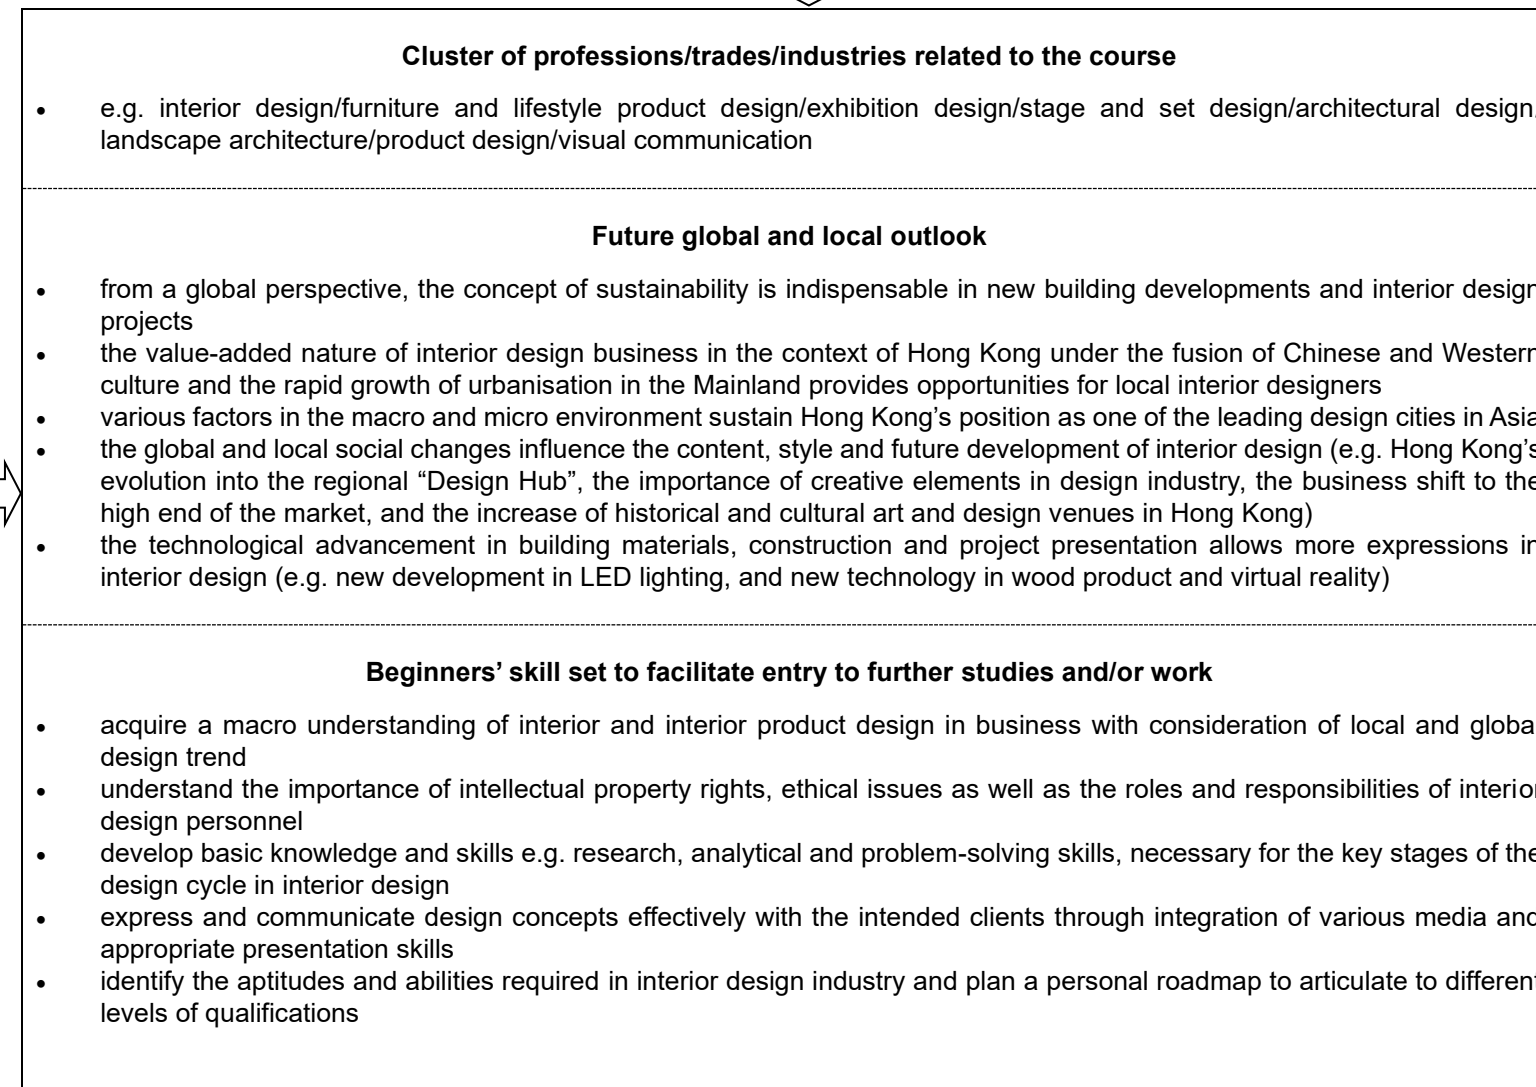 Cluster of professions/trades/industries related to the course
• e.g. interior design/furniture and lifestyle product design/exhibition design/stage and set design/architectural design/
landscape architecture/product design/visual communication
Future global and local outlook
• from a global perspective, the concept of sustainability is indispensable in new building developments and interior design
projects
• the value-added nature of interior design business in the context of Hong Kong under the fusion of Chinese and Western
culture and the rapid growth of urbanisation in the Mainland provides opportunities for local interior designers
• various factors in the macro and micro environment sustain Hong Kong’s position as one of the leading design cities in Asia
• the global and local social changes influence the content, style and future development of interior design (e.g. Hong Kong’s
evolution into the regional “Design Hub”, the importance of creative elements in design industry, the business shift to the
high end of the market, and the increase of historical and cultural art and design venues in Hong Kong)
• the technological advancement in building materials, construction and project presentation allows more expressions in
interior design (e.g. new development in LED lighting, and new technology in wood product and virtual reality)
Beginners’ skill set to facilitate entry to further studies and/or work
• acquire a macro understanding of interior and interior product design in business with consideration of local and global
design trend
• understand the importance of intellectual property rights, ethical issues as well as the roles and responsibilities of interior
design personnel
• develop basic knowledge and skills e.g. research, analytical and problem-solving skills, necessary for the key stages of the
design cycle in interior design
• express and communicate design concepts effectively with the intended clients through integration of various media and
appropriate presentation skills
• identify the aptitudes and abilities required in interior design industry and plan a personal roadmap to articulate to different
levels of qualifications